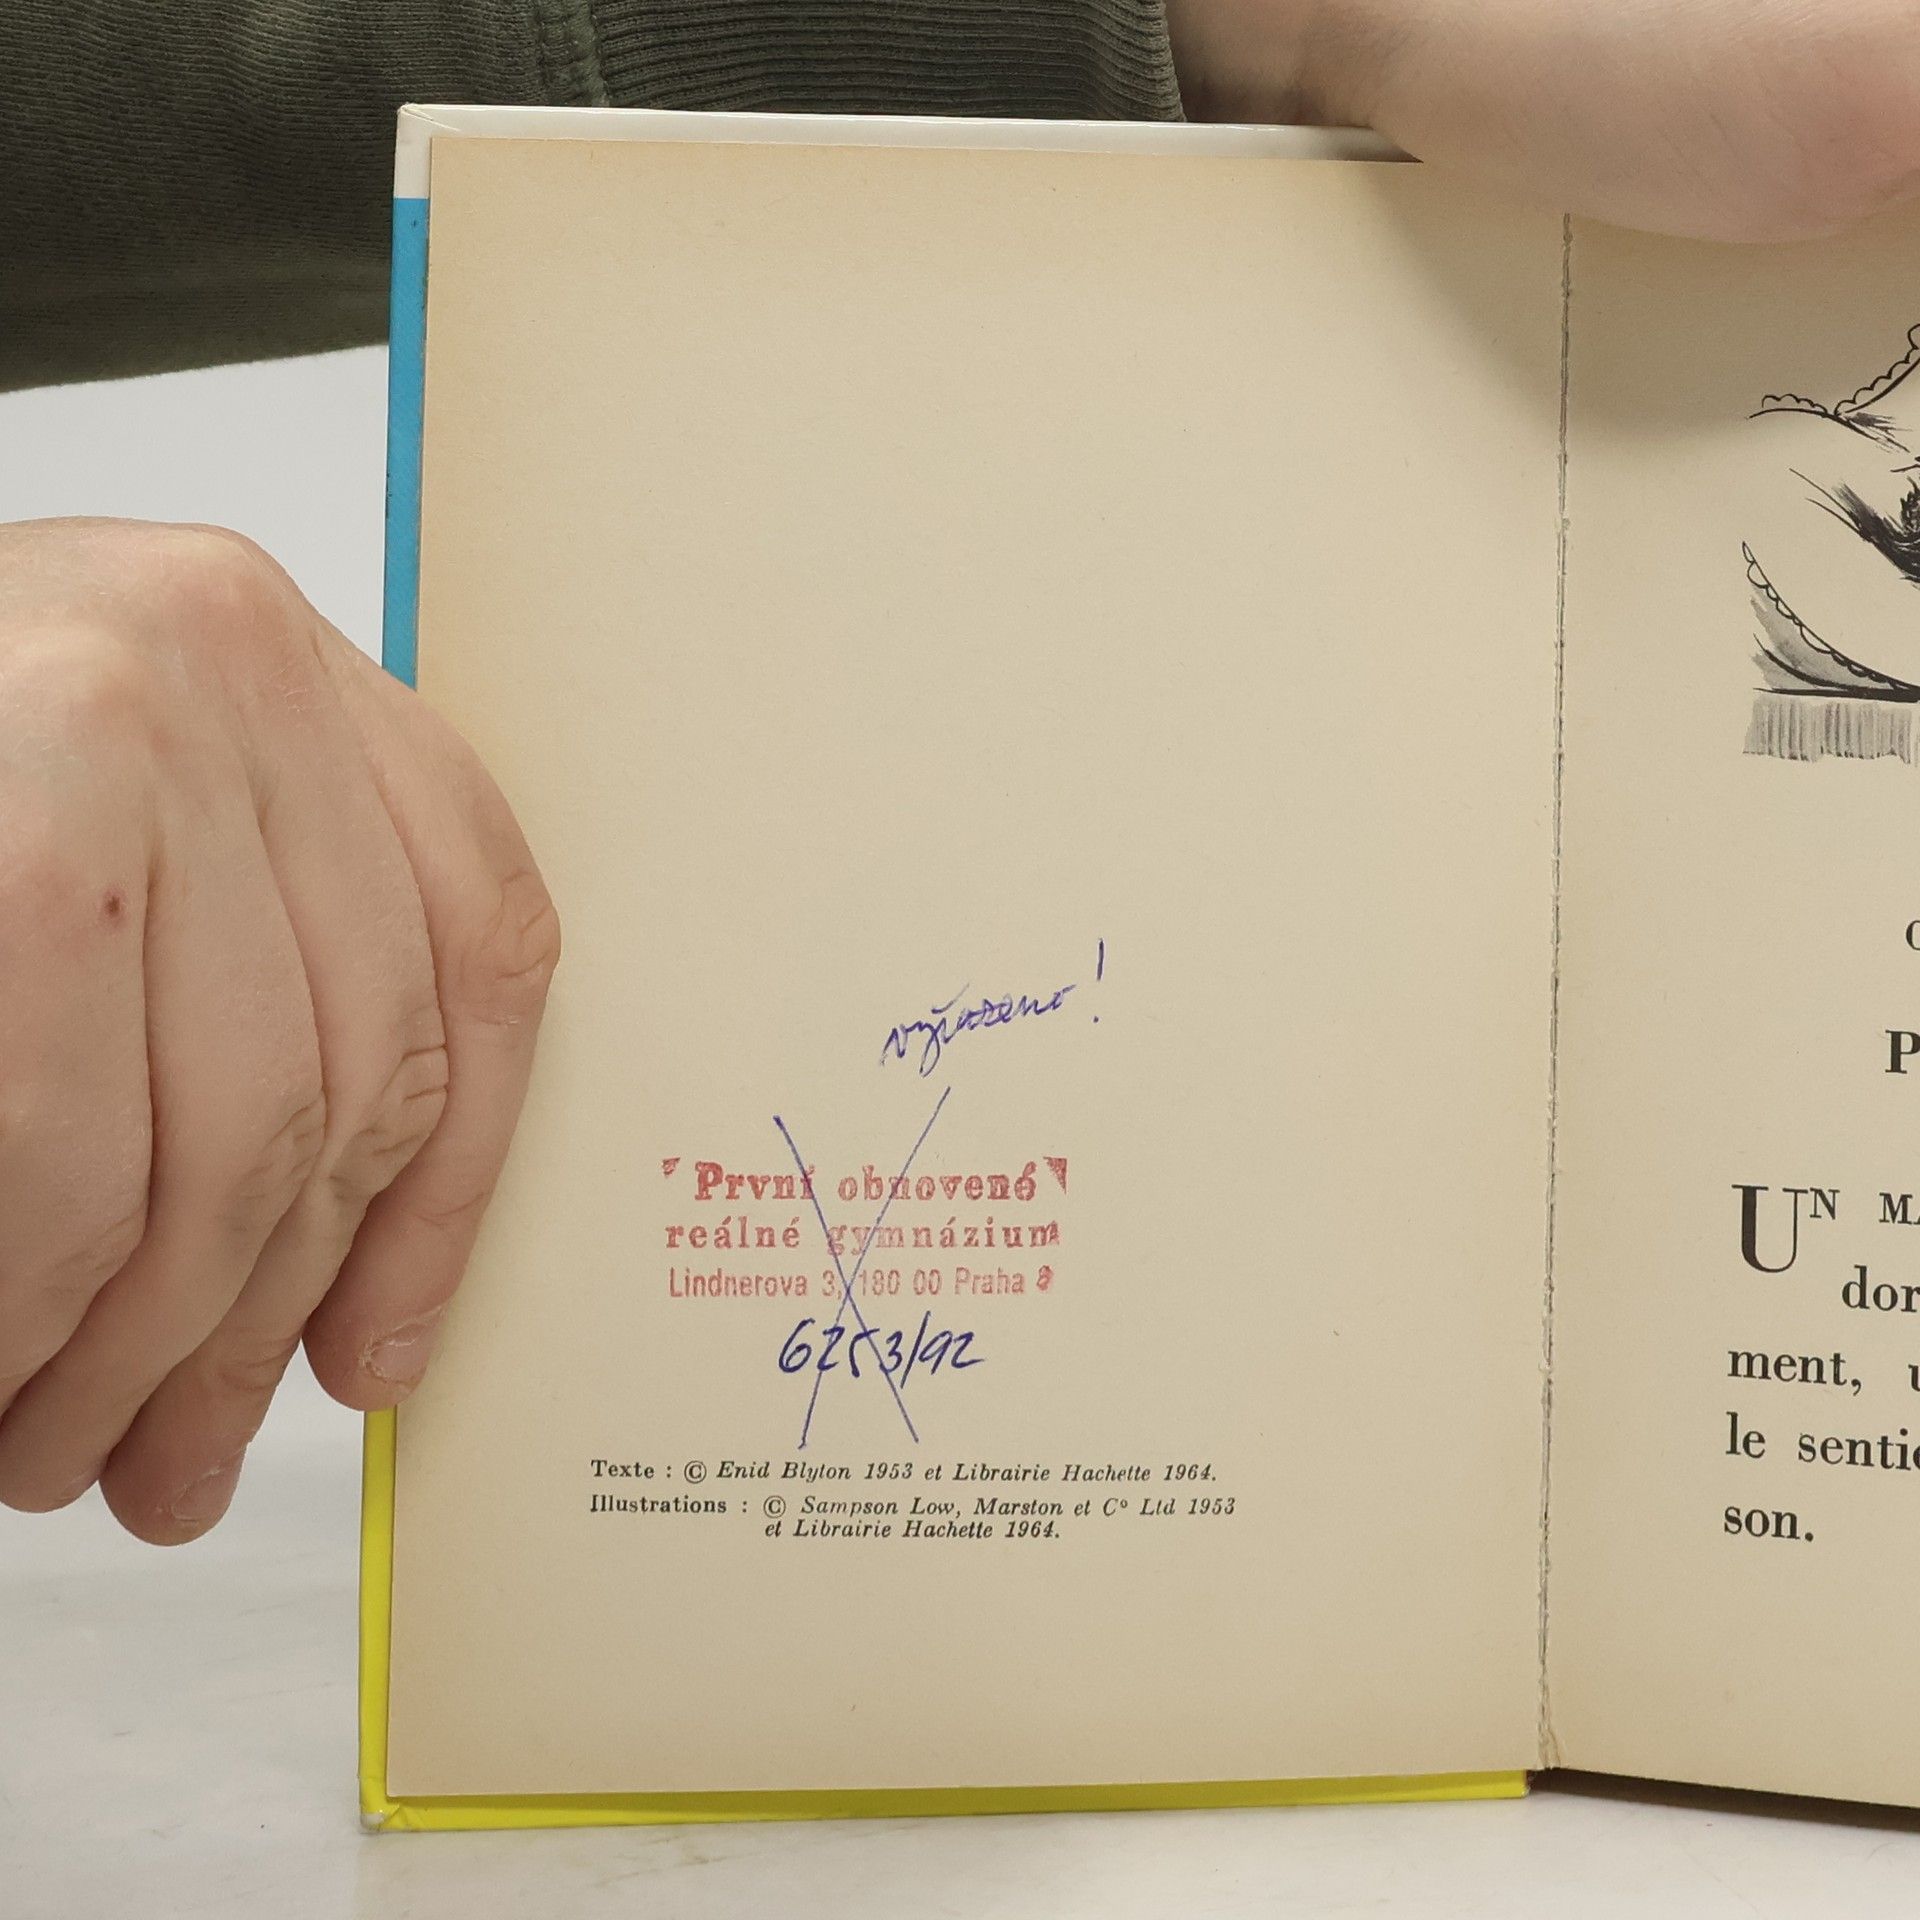 vyřazeno!
První obnovené
reálné gymnázium
Lindnerova 3, 180 00 Praha 8
6253/92
Texte : © Enid Blyton 1953 et Librairie Hachette 1964.
Illustrations : © Sampson Low, Marston et Cº Ltd 1953
et Librairie Hachette 1964.
P
UN MA
dor
ment, u
le sentie
son.